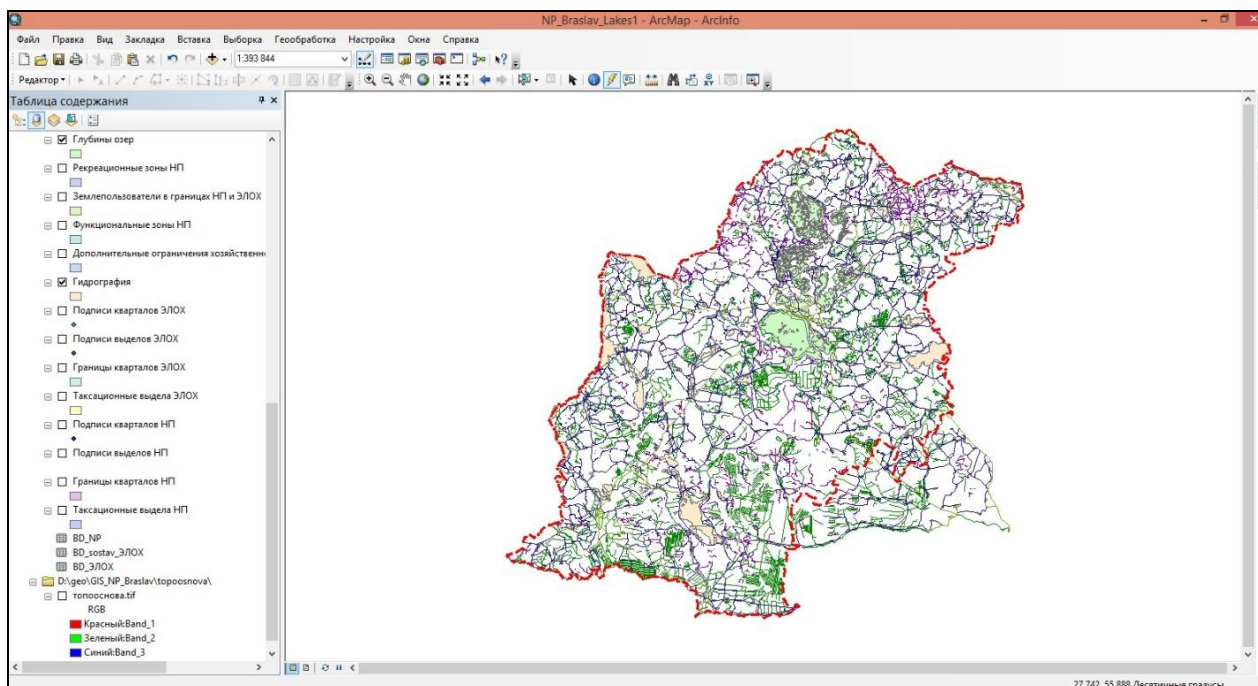 NP_Braslav_Lakes1 - ArcMap - ArcInfo
Файл Правка Вид Закладка Вставка Выборка Геообработка Настройка Окна Справка
1:393 844
Редактор
Таблица содержания
Глубины озер
Рекреационные зоны НП
Землепользователи в границах НП и ЭЛОХ
Функциональные зоны НП
Дополнительные ограничения хозяйственн
Гидрография
Подписи кварталов ЭЛОХ
Подписи выделов ЭЛОХ
Границы кварталов ЭЛОХ
Таксационные выдела ЭЛОХ
Подписи кварталов НП
Подписи выделов НП
Границы кварталов НП
Таксационные выдела НП
BD_NP
BD_sostav_ЭЛОХ
BD_ЭЛОХ
D:\geo\GIS_NP_Braslav\topoosnova\
топооснова.tif
RGB
Красный:Band_1
Зеленый:Band_2
Синий:Band_3
27,742 55,888 Десятичные градусы